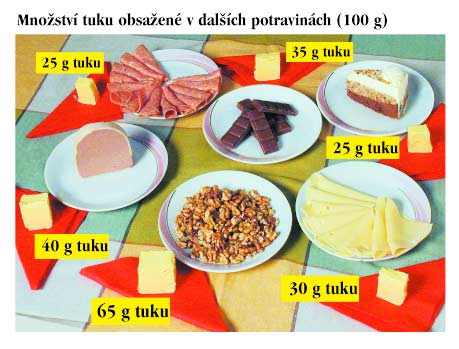 Množství tuku obsažené v dalších potravinách (100 g)
35 g tuku
25 g tuku
25 g tuku
40 g tuku
30 g tuku
65 g tuku